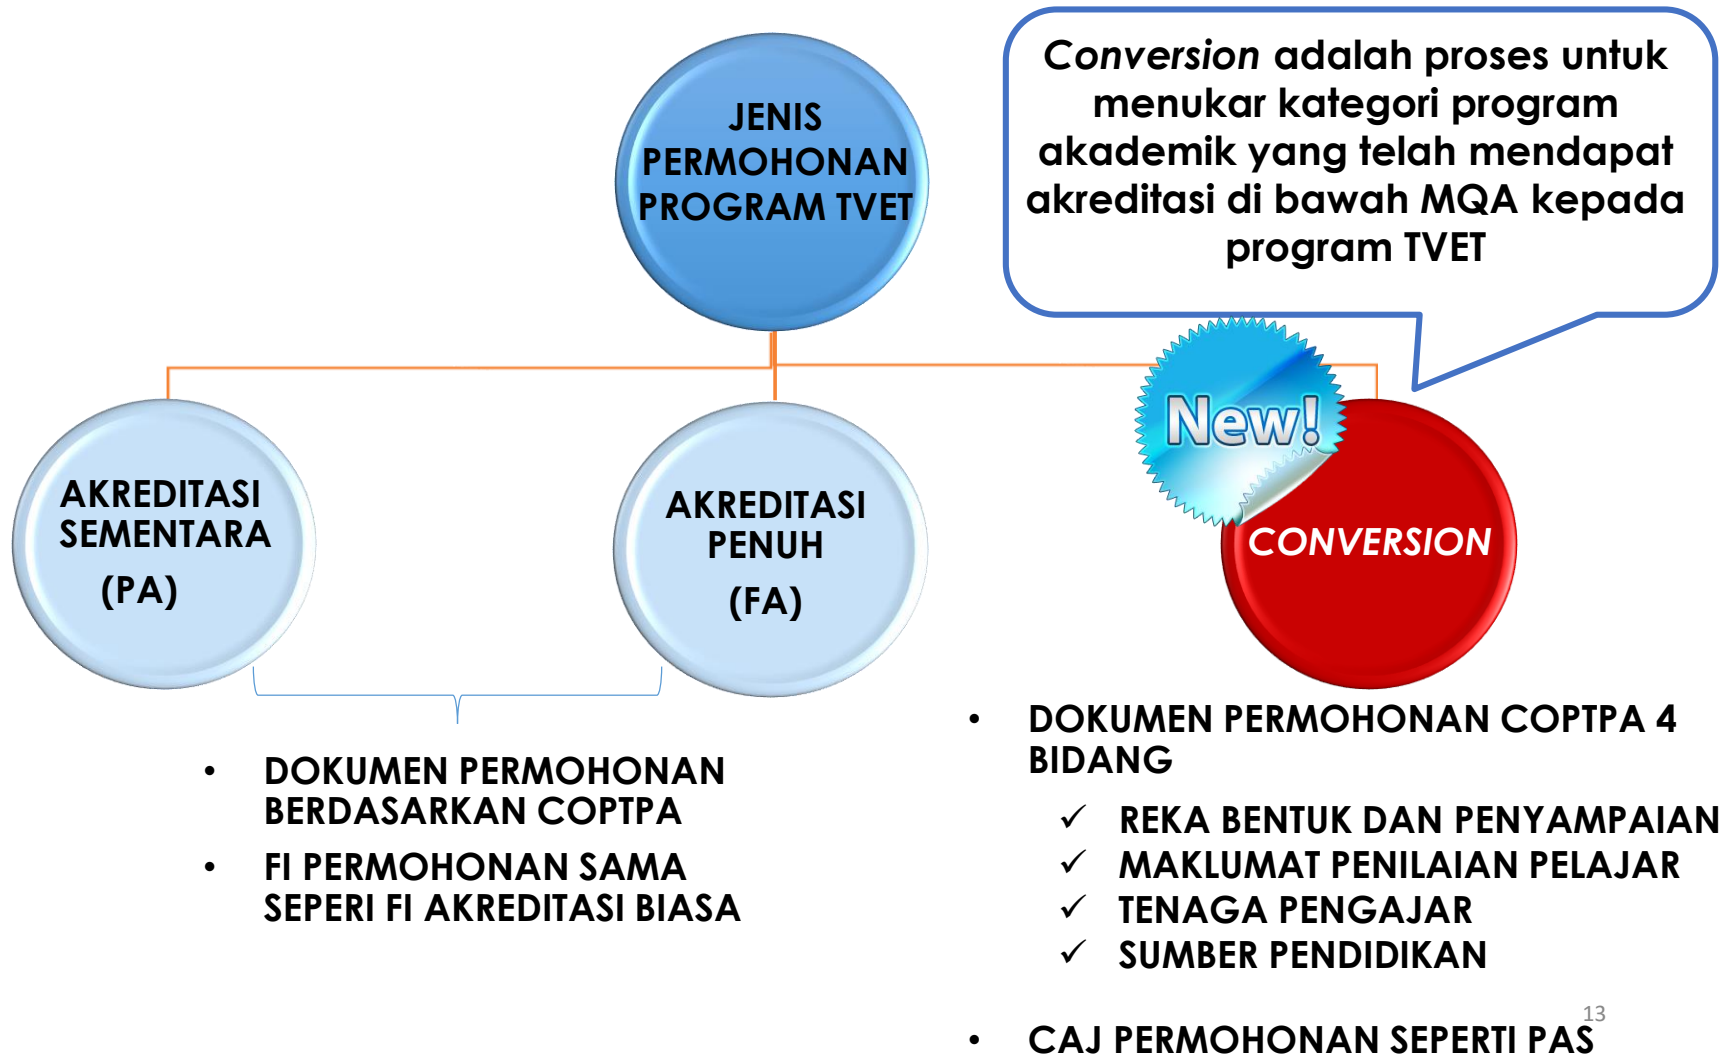 JENIS
PERMOHONAN
PROGRAM TVET
Conversion adalah proses untuk
menukar kategori program
akademik yang telah mendapat
akreditasi di bawah MQA kepada
program TVET
New!
AKREDITASI
SEMENTARA
(PA)
AKREDITASI
PENUH
(FA)
CONVERSION
• DOKUMEN PERMOHONAN
BERDASARKAN COPTPA
• FI PERMOHONAN SAMA
SEPERI FI AKREDITASI BIASA
• DOKUMEN PERMOHONAN COPTPA 4
BIDANG
✓ REKA BENTUK DAN PENYAMPAIAN
✓ MAKLUMAT PENILAIAN PELAJAR
✓ TENAGA PENGAJAR
✓ SUMBER PENDIDIKAN
• CAJ PERMOHONAN SEPERTI PAS
13